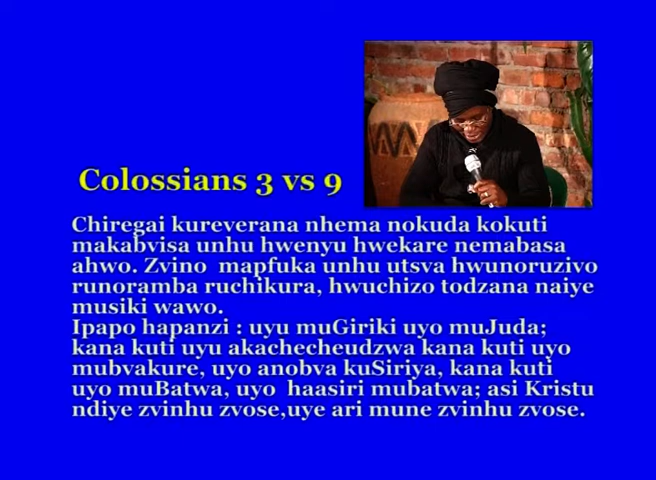 Colossians 3 vs 9
Chiregai kureverana nhema nokuda kokuti
makabvisa unhu hwenyu hwekare nemabasa
ahwo. Zvino mapfuka unhu utsva hwunoruzivo
runoramba ruchikura, hwuchizo todzana naiye
musiki wawo.
Ipapo hapanzi : uyu muGiriki uyo muJuda;
kana kuti uyu akachecheudzwa kana kuti uyo
mubvakure, uyo anobva kuSiriya, kana kuti
uyo muBatwa, uyo haasiri mubatwa; asi Kristu
ndiye zvinhu zvose,uye ari mune zvinhu zvose.